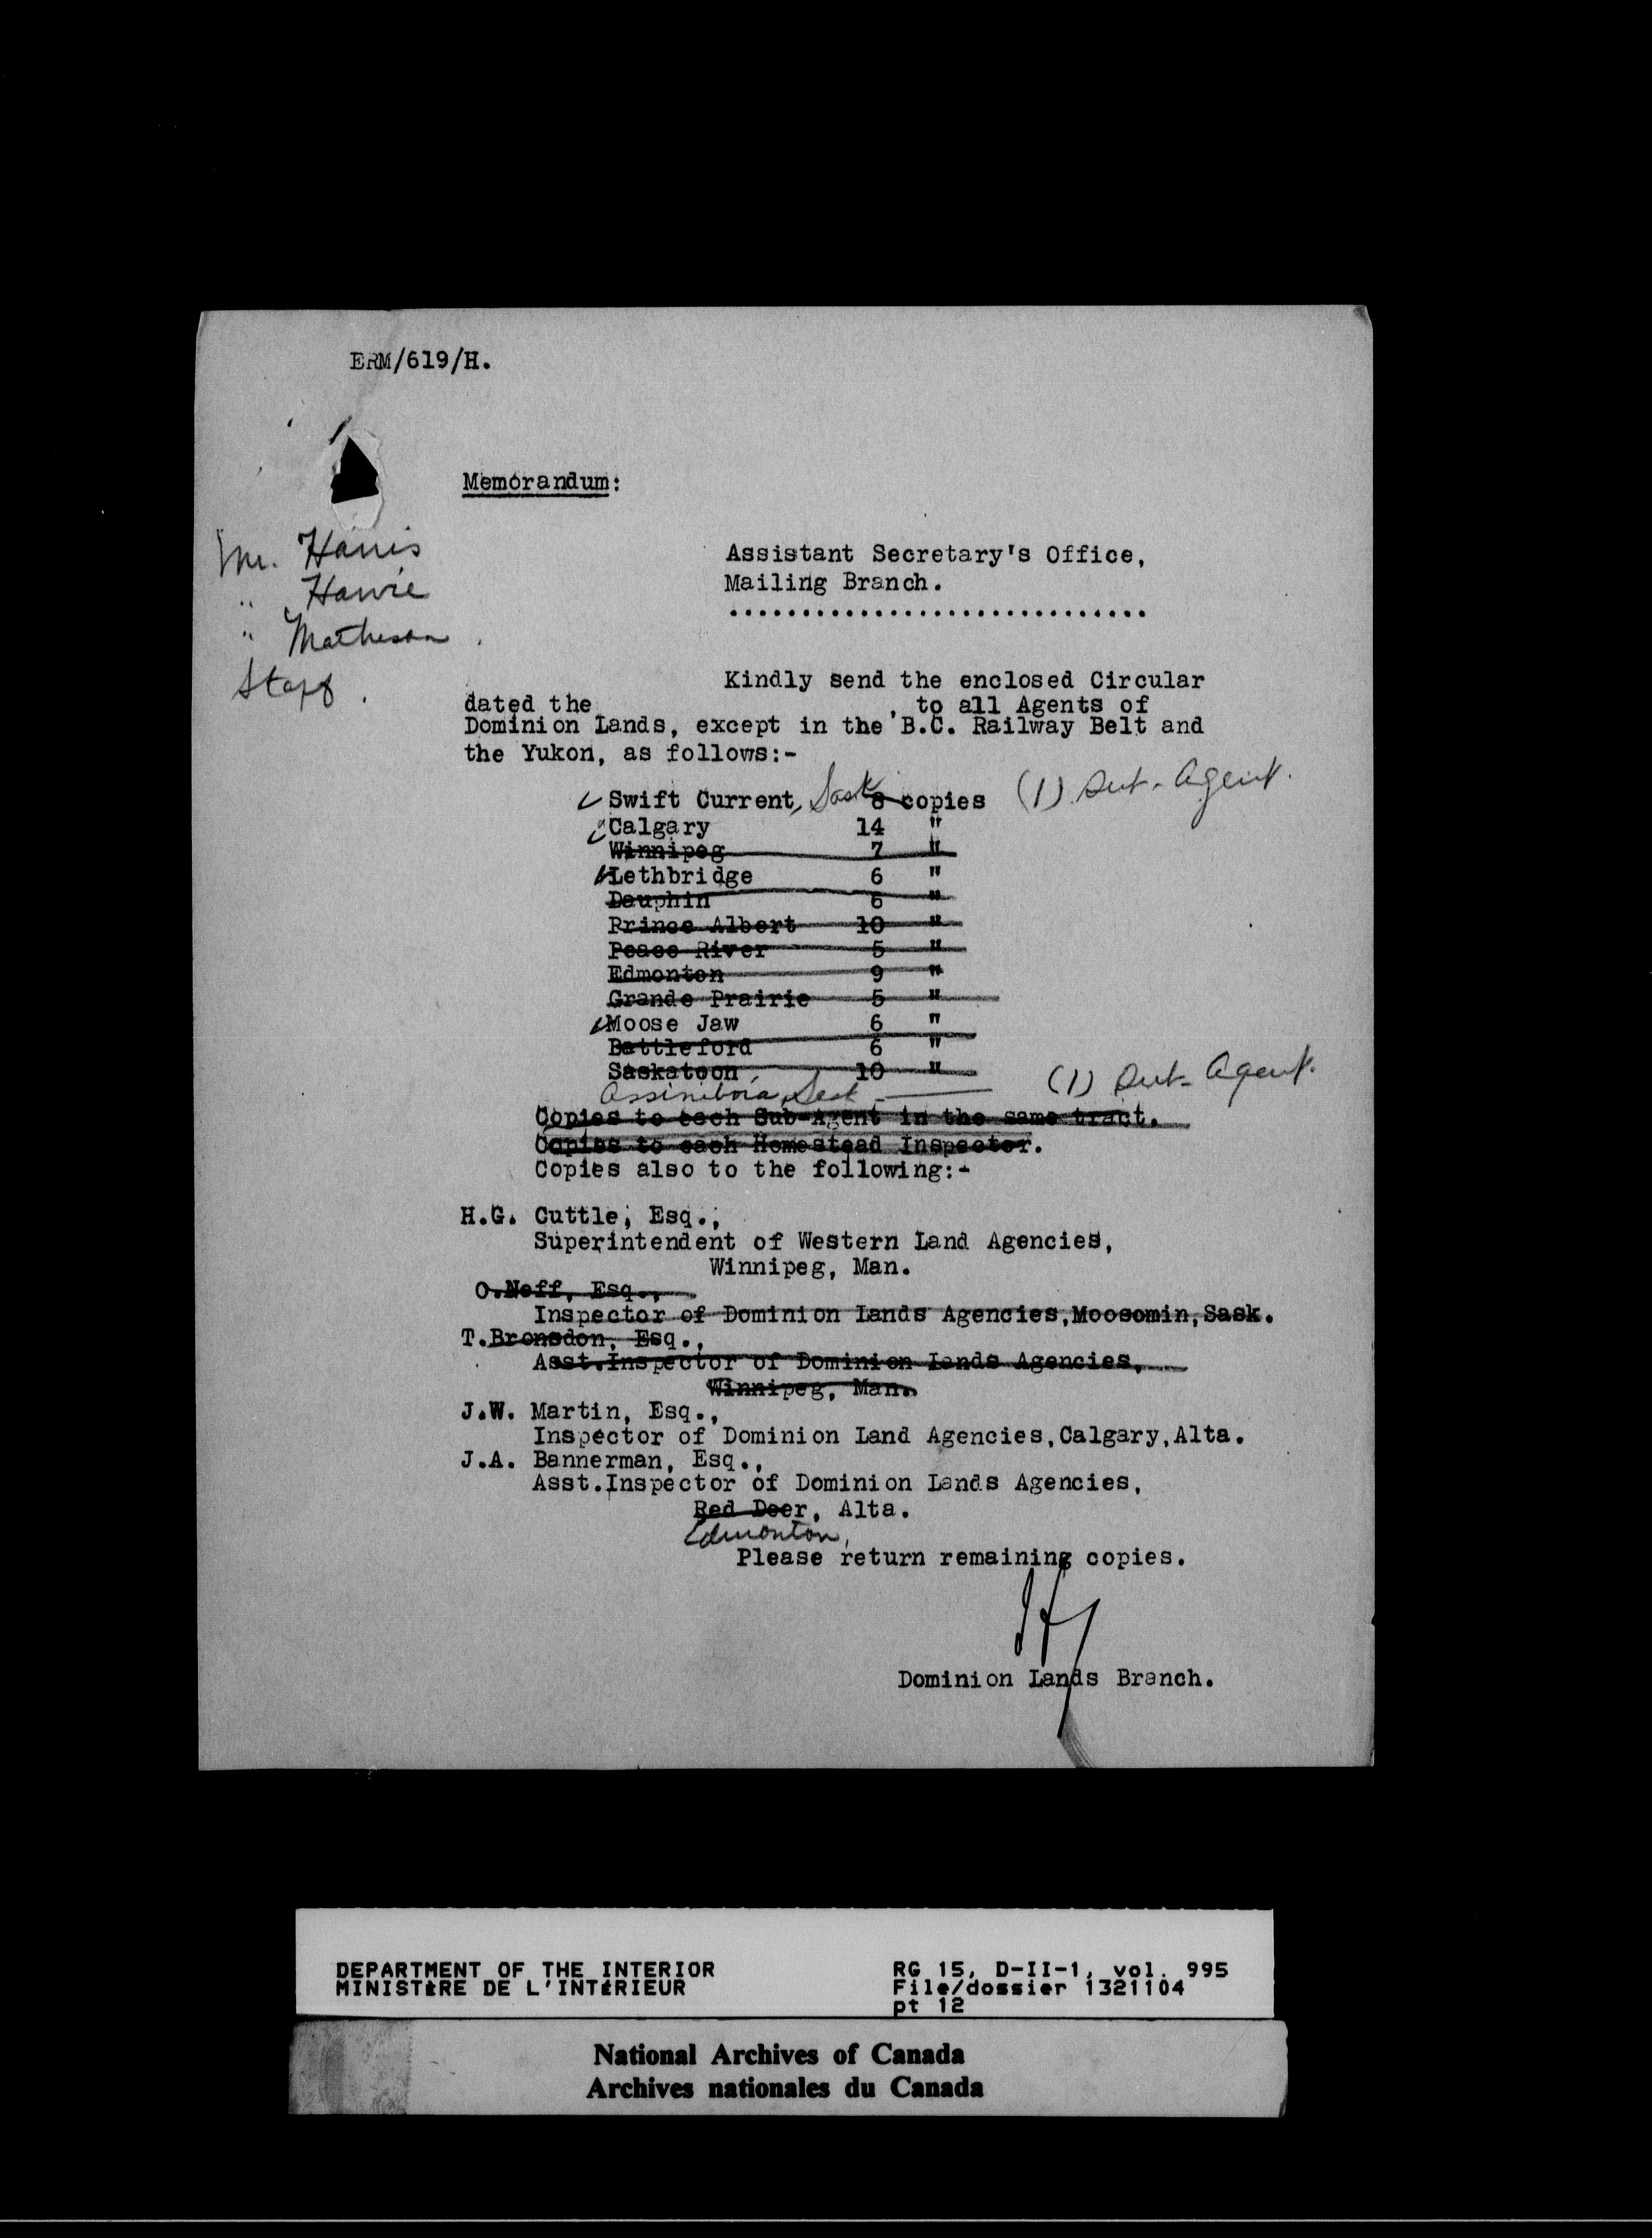 ERM/619/H.
Memorandum:
Mr. Harris
" Howie
" Matheson.
Staff.
Assistant Secretary's Office,
Mailing Branch.
.............................
Kindly send the enclosed Circular
dated the , to all Agents of
Dominion Lands, except in the B.C. Railway Belt and
the Yukon, as follows:-
Swift Current, Sask 8 copies (1) Sub-Agent.
Calgary 14 "
Winnipeg 7 "
Lethbridge 6 "
Dauphin 6 "
Prince Albert 10 "
Peace River 5 "
Edmonton 9 "
Grande Prairie 5 "
Moose Jaw 6 "
Battleford 6 "
Saskatoon 10 "
Assiniboia, Sask — (1) Sub-Agent.
Copies to each Sub-Agent in the same tract.
Copies to each Homestead Inspector.
Copies also to the following:-
H.G. Cuttle, Esq.,
Superintendent of Western Land Agencies,
Winnipeg, Man.
O.Neff, Esq.,
Inspector of Dominion Lands Agencies,Moosomin,Sask.
T.Bronsdon, Esq.,
Asst.Inspector of Dominion Lands Agencies,
Winnipeg, Man.
J.W. Martin, Esq.,
Inspector of Dominion Land Agencies,Calgary,Alta.
J.A. Bannerman, Esq.,
Asst.Inspector of Dominion Lands Agencies,
Red Deer, Alta.
Edmonton,
Please return remaining copies.
Dominion Lands Branch.
DEPARTMENT OF THE INTERIOR
MINISTÈRE DE L'INTÉRIEUR
RG 15, D-II-1, vol. 995
File/dossier 1321104
pt 12
National Archives of Canada
Archives nationales du Canada